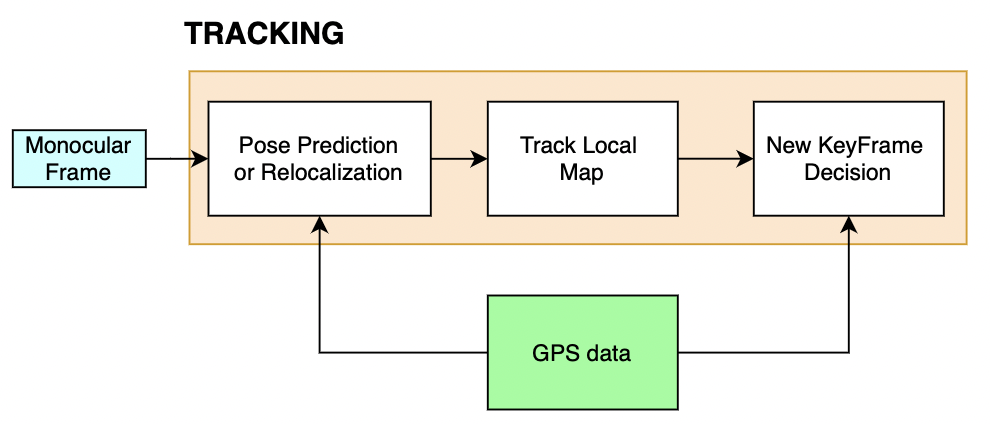 TRACKING
Monocular
Frame
Pose Prediction
or Relocalization
Track Local
Map
New KeyFrame
Decision
GPS data